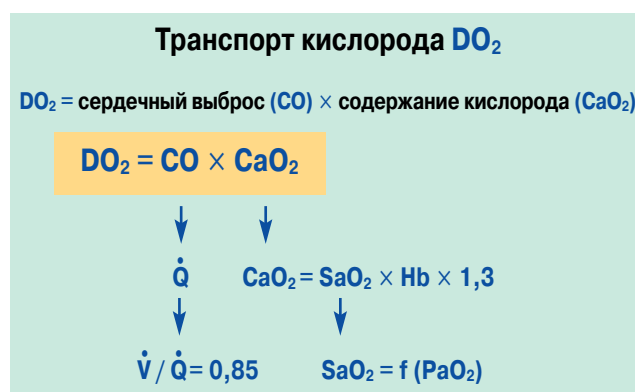 Транспорт кислорода DO₂
DO₂ = сердечный выброс (CO) × содержание кислорода (CaO₂)
DO₂ = CO × CaO₂
Q̇ CaO₂ = SaO₂ × Hb × 1,3
V̇ / Q̇ = 0,85 SaO₂ = f (PaO₂)